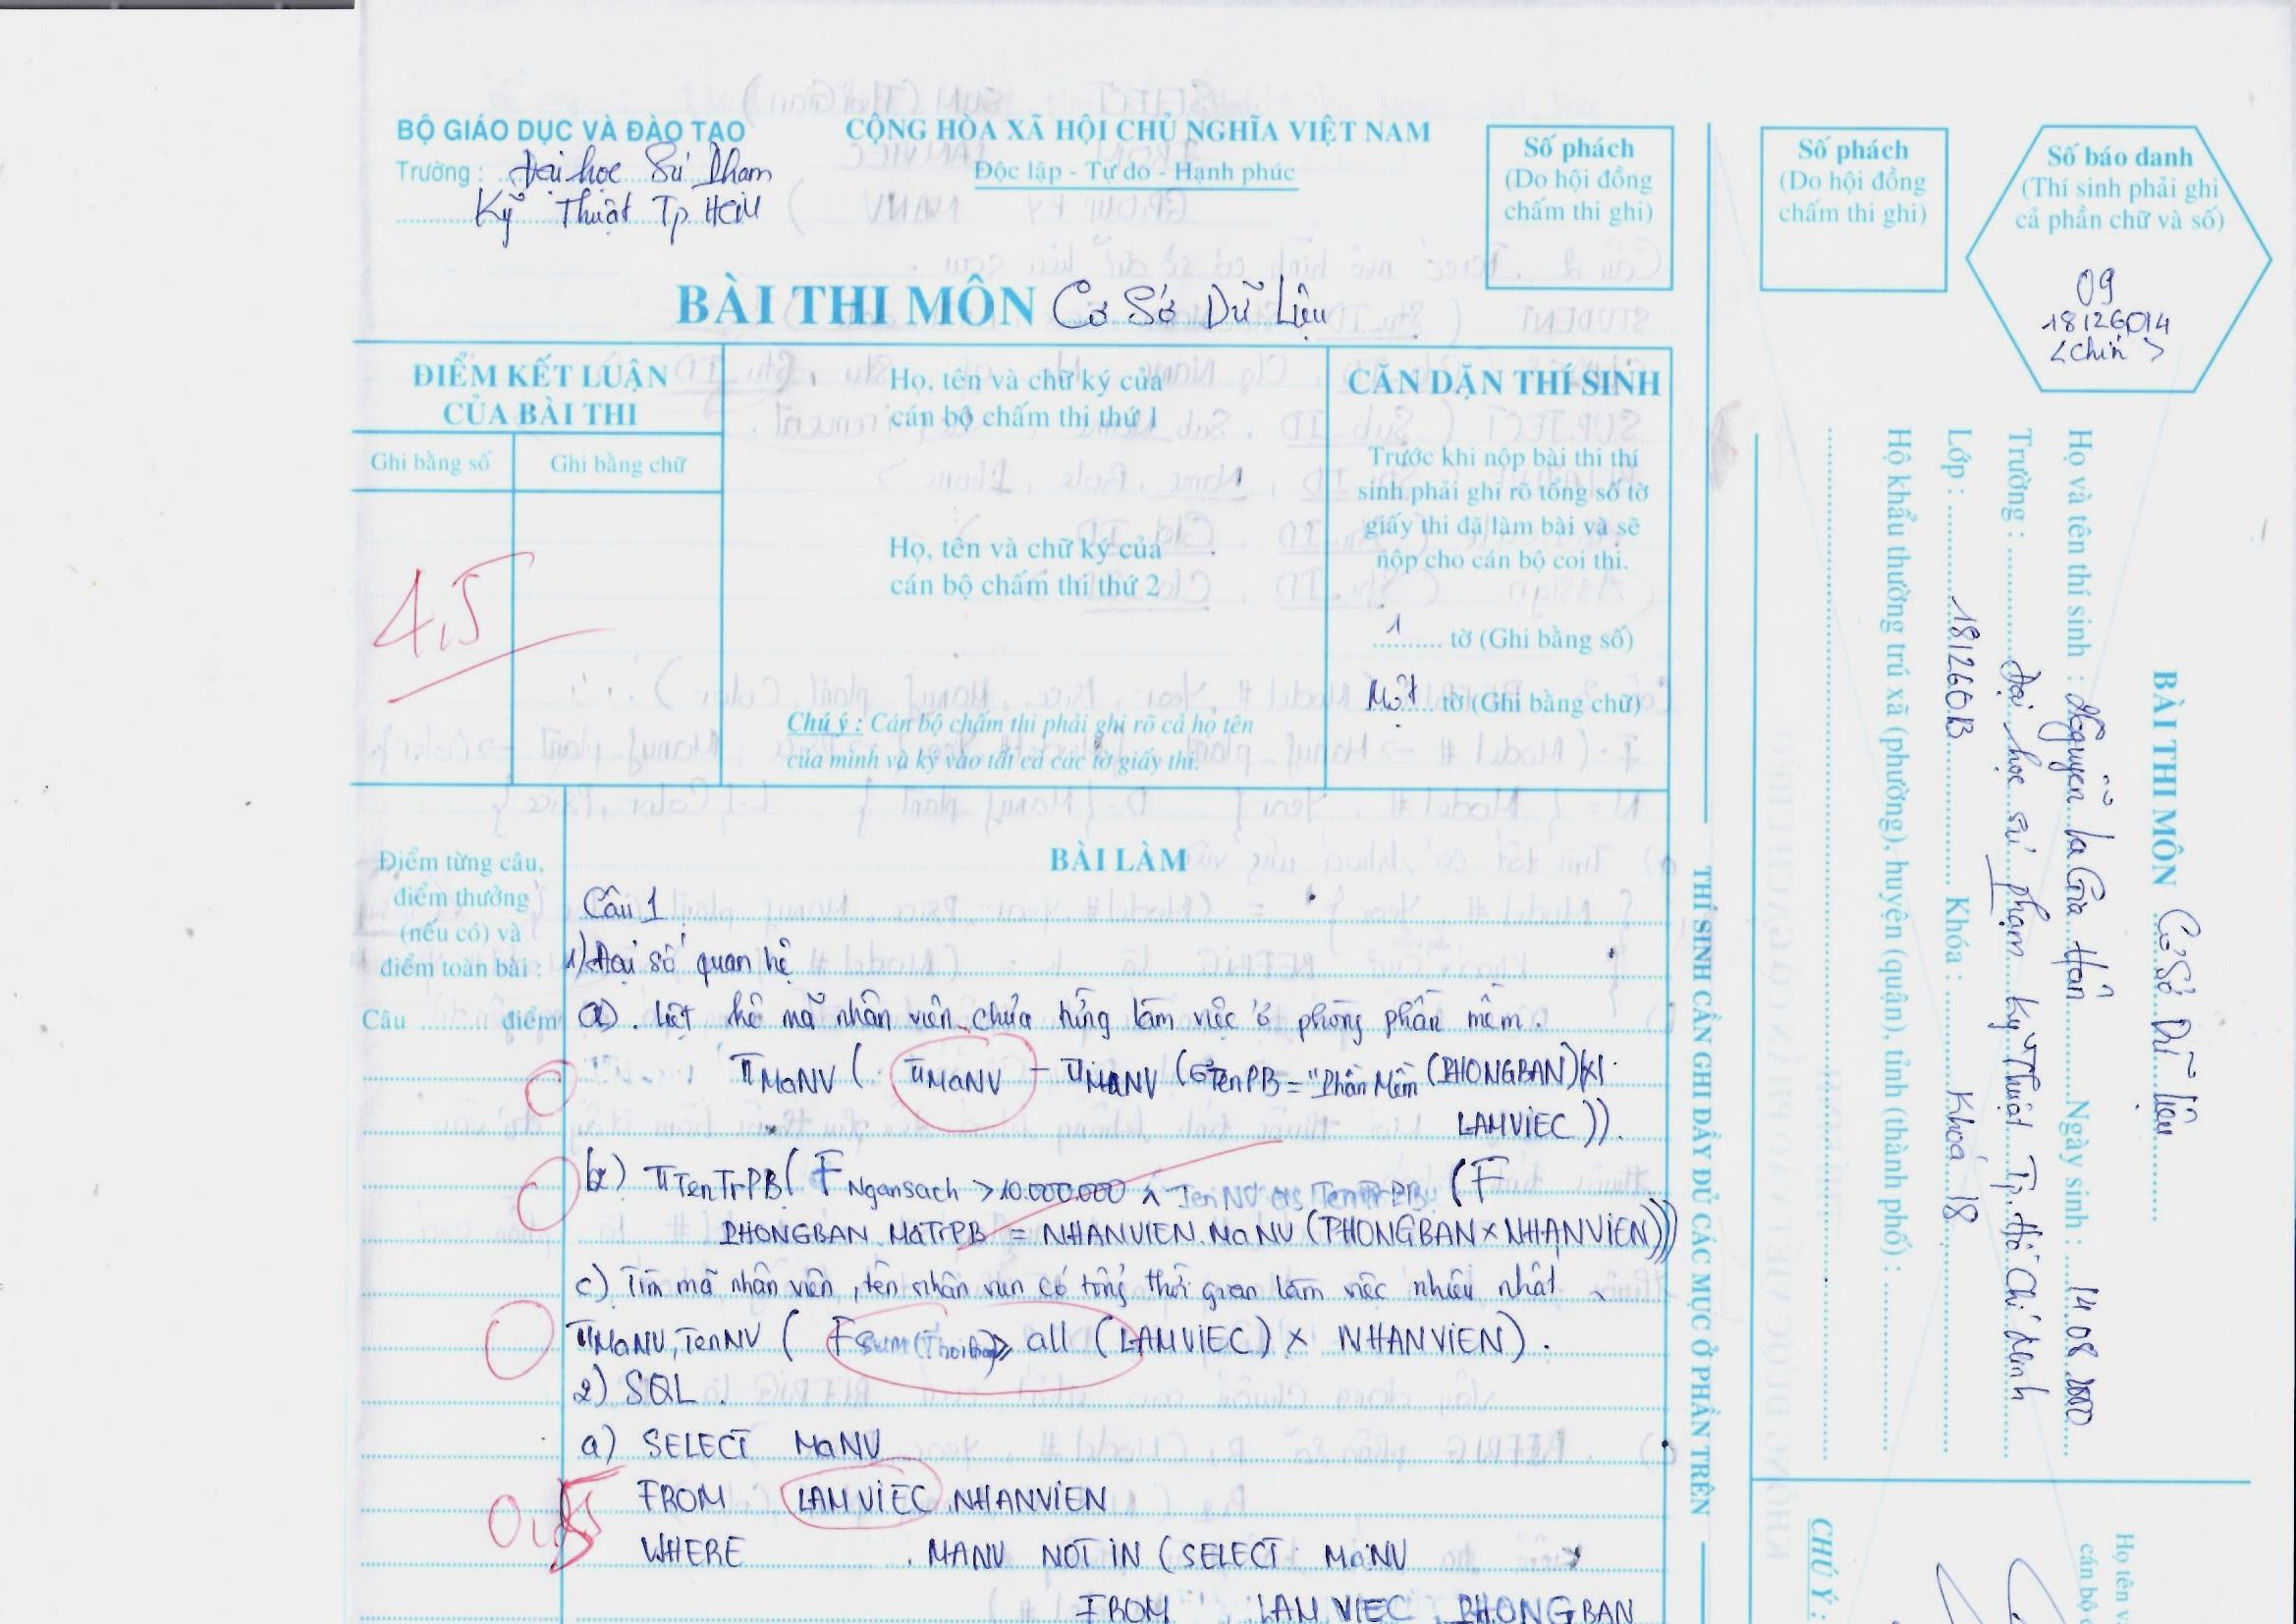 BỘ GIÁO DỤC VÀ ĐÀO TẠO
Trường : Đại học Sư Phạm
Kỹ Thuật Tp HCM
CỘNG HÒA XÃ HỘI CHỦ NGHĨA VIỆT NAM
Độc lập - Tự do - Hạnh phúc
Số phách
(Do hội đồng
chấm thi ghi)
BÀI THI MÔN Cơ Sở Dữ Liệu
ĐIỂM KẾT LUẬN
CỦA BÀI THI
Ghi bằng số
Ghi bằng chữ
4,5
Họ, tên và chữ ký của
cán bộ chấm thi thứ 1
Họ, tên và chữ ký của
cán bộ chấm thi thứ 2
Chú ý : Cán bộ chấm thi phải ghi rõ cả họ tên
của mình và ký vào tất cả các tờ giấy thi.
CĂN DẶN THÍ SINH
Trước khi nộp bài thi thí
sinh phải ghi rõ tổng số tờ
giấy thi đã làm bài và sẽ
nộp cho cán bộ coi thi.
1 tờ (Ghi bằng số)
Một tờ (Ghi bằng chữ)
Điểm từng câu,
điểm thưởng
(nếu có) và
điểm toàn bài :
Câu .......... điểm
BÀI LÀM
Câu 1
1) Đại số quan hệ
a). Liệt kê mã nhân viên chưa từng làm việc ở phòng phần mềm.
0 π MaNV ( π MaNV - π MaNV (σ TenPB = "Phần Mềm (PHONGBAN) ⋈
LAMVIEC )).
0 b) π TenTrPB ( F Ngansach > 10.000.000 ^ TenNV as TenTrPB ( F
PHONGBAN.MaTrPB = NHANVIEN.MaNV (PHONGBAN × NHANVIEN)))
c) Tìm mã nhân viên, tên nhân viên có tổng thời gian làm việc nhiều nhất
0 π MaNV, TenNV ( F Sum(Thoigian) ≥ all (LAMVIEC) × NHANVIEN).
2) SQL.
a) SELECT MaNV
FROM LAMVIEC, NHANVIEN
WHERE MANV NOT IN (SELECT MaNV
FROM LAMVIEC, PHONGBAN
THÍ SINH CẦN GHI ĐẦY ĐỦ CÁC MỤC Ở PHẦN TRÊN
Số phách
(Do hội đồng
chấm thi ghi)
Số báo danh
(Thí sinh phải ghi
cả phần chữ và số)
09
18126014
<chín>
BÀI THI MÔN Cơ Sở Dữ Liệu
Họ và tên thí sinh : Nguyễn La Gia Hân Ngày sinh : 14.08.2000
Trường : Đại học Sư Phạm Kỹ Thuật Tp. Hồ Chí Minh
Lớp : 181260B Khóa : Khoá 18
Hộ khẩu thường trú xã (phường), huyện (quận), tỉnh (thành phố) :
CHÚ Ý :
Họ tên
cán bộ